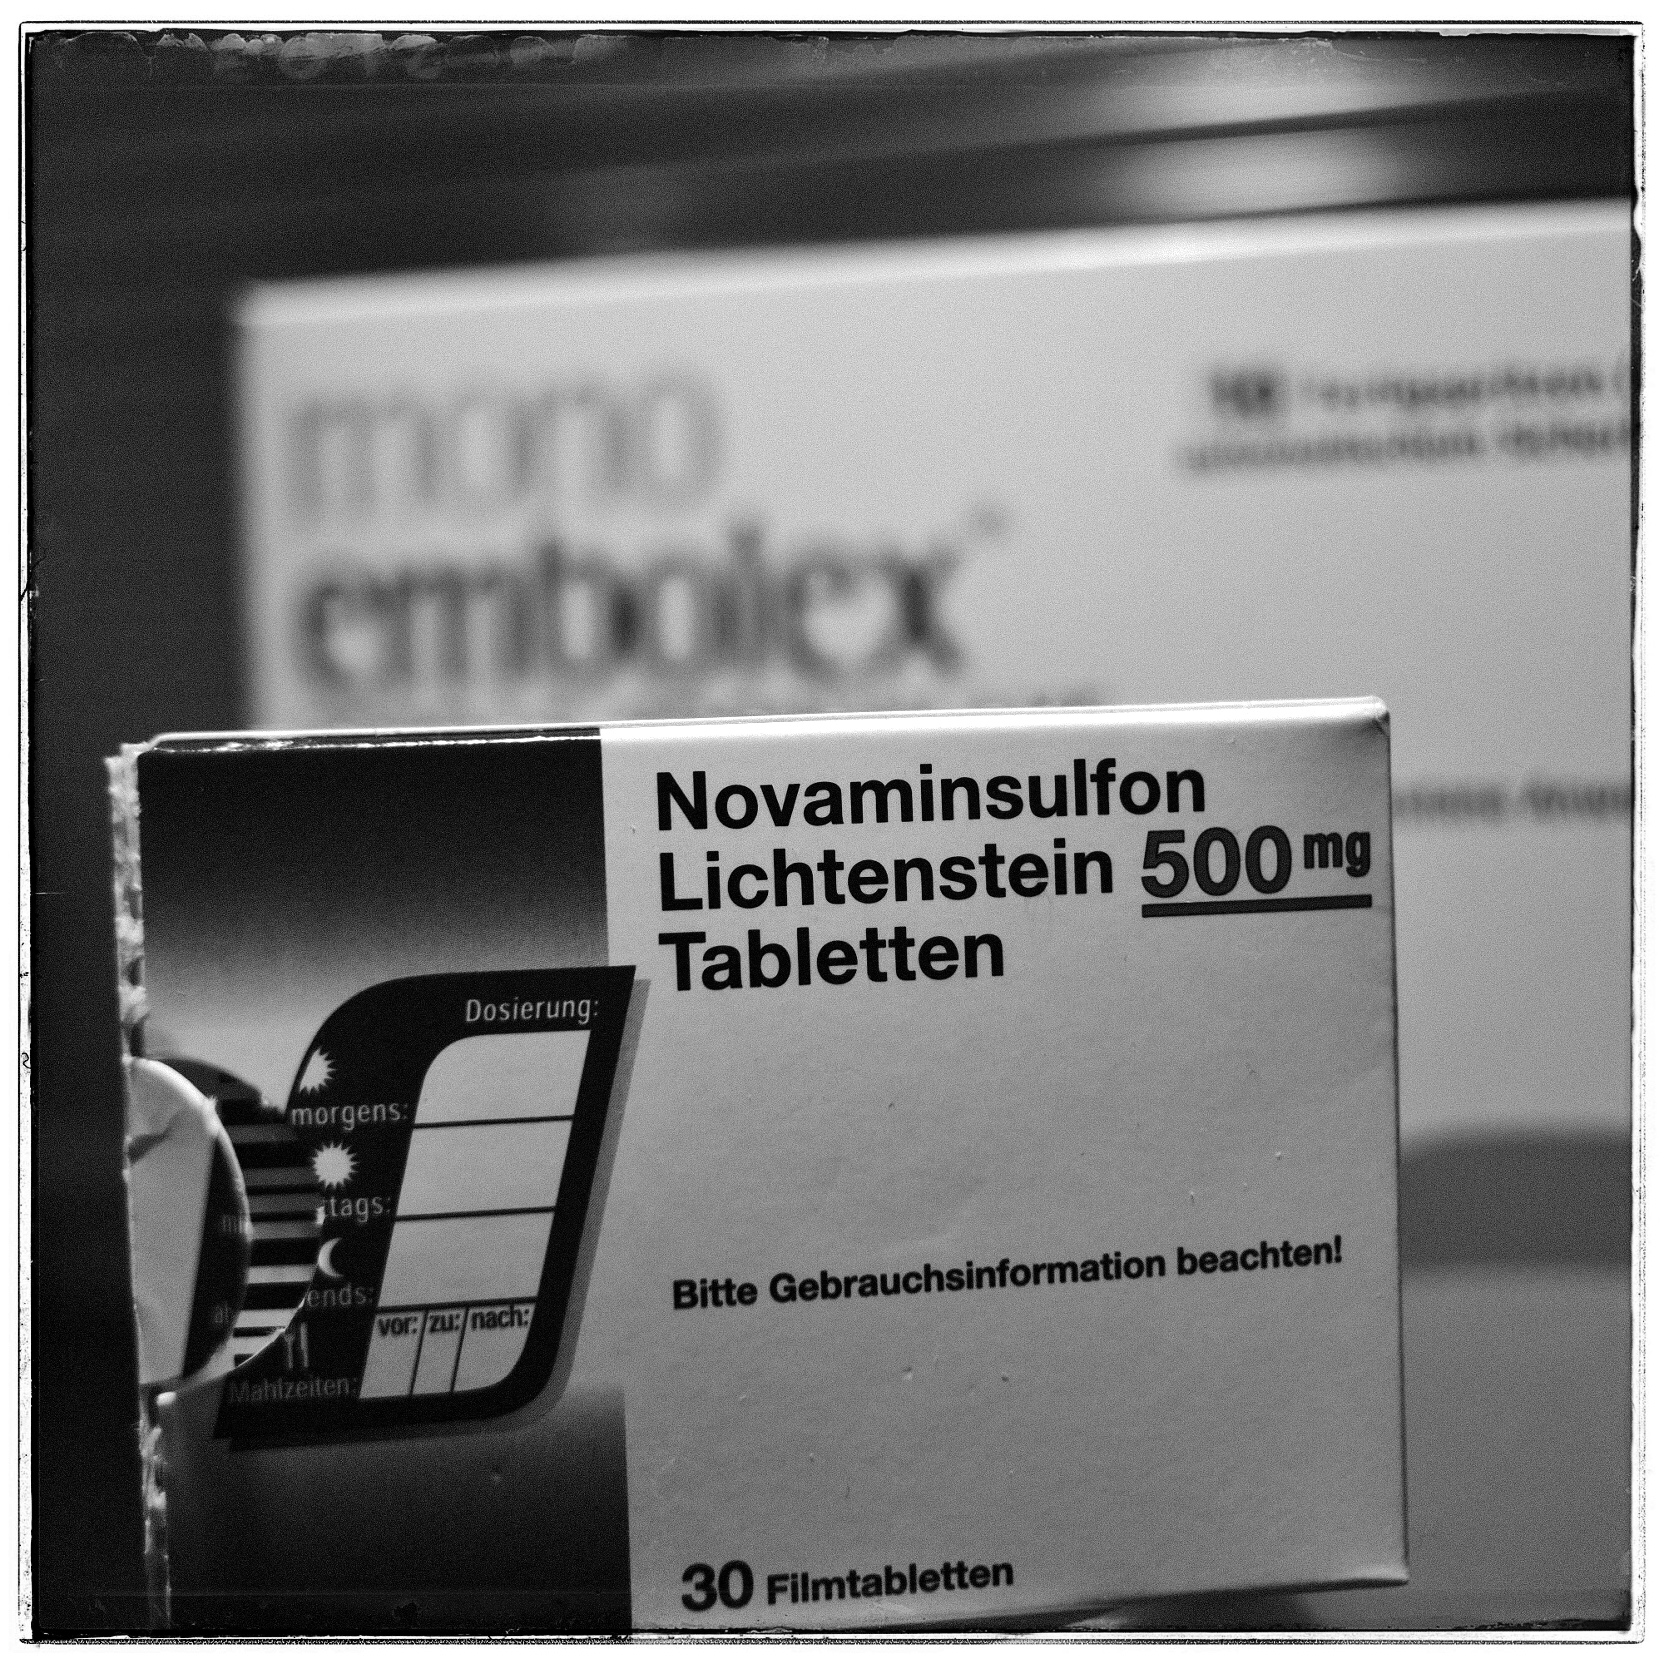 mono
embolex
Novaminsulfon
Lichtenstein 500 mg
Tabletten
Dosierung:
morgens:
tags:
ends:
vor: zu: nach:
Mahlzeiten:
Bitte Gebrauchsinformation beachten!
30 Filmtabletten